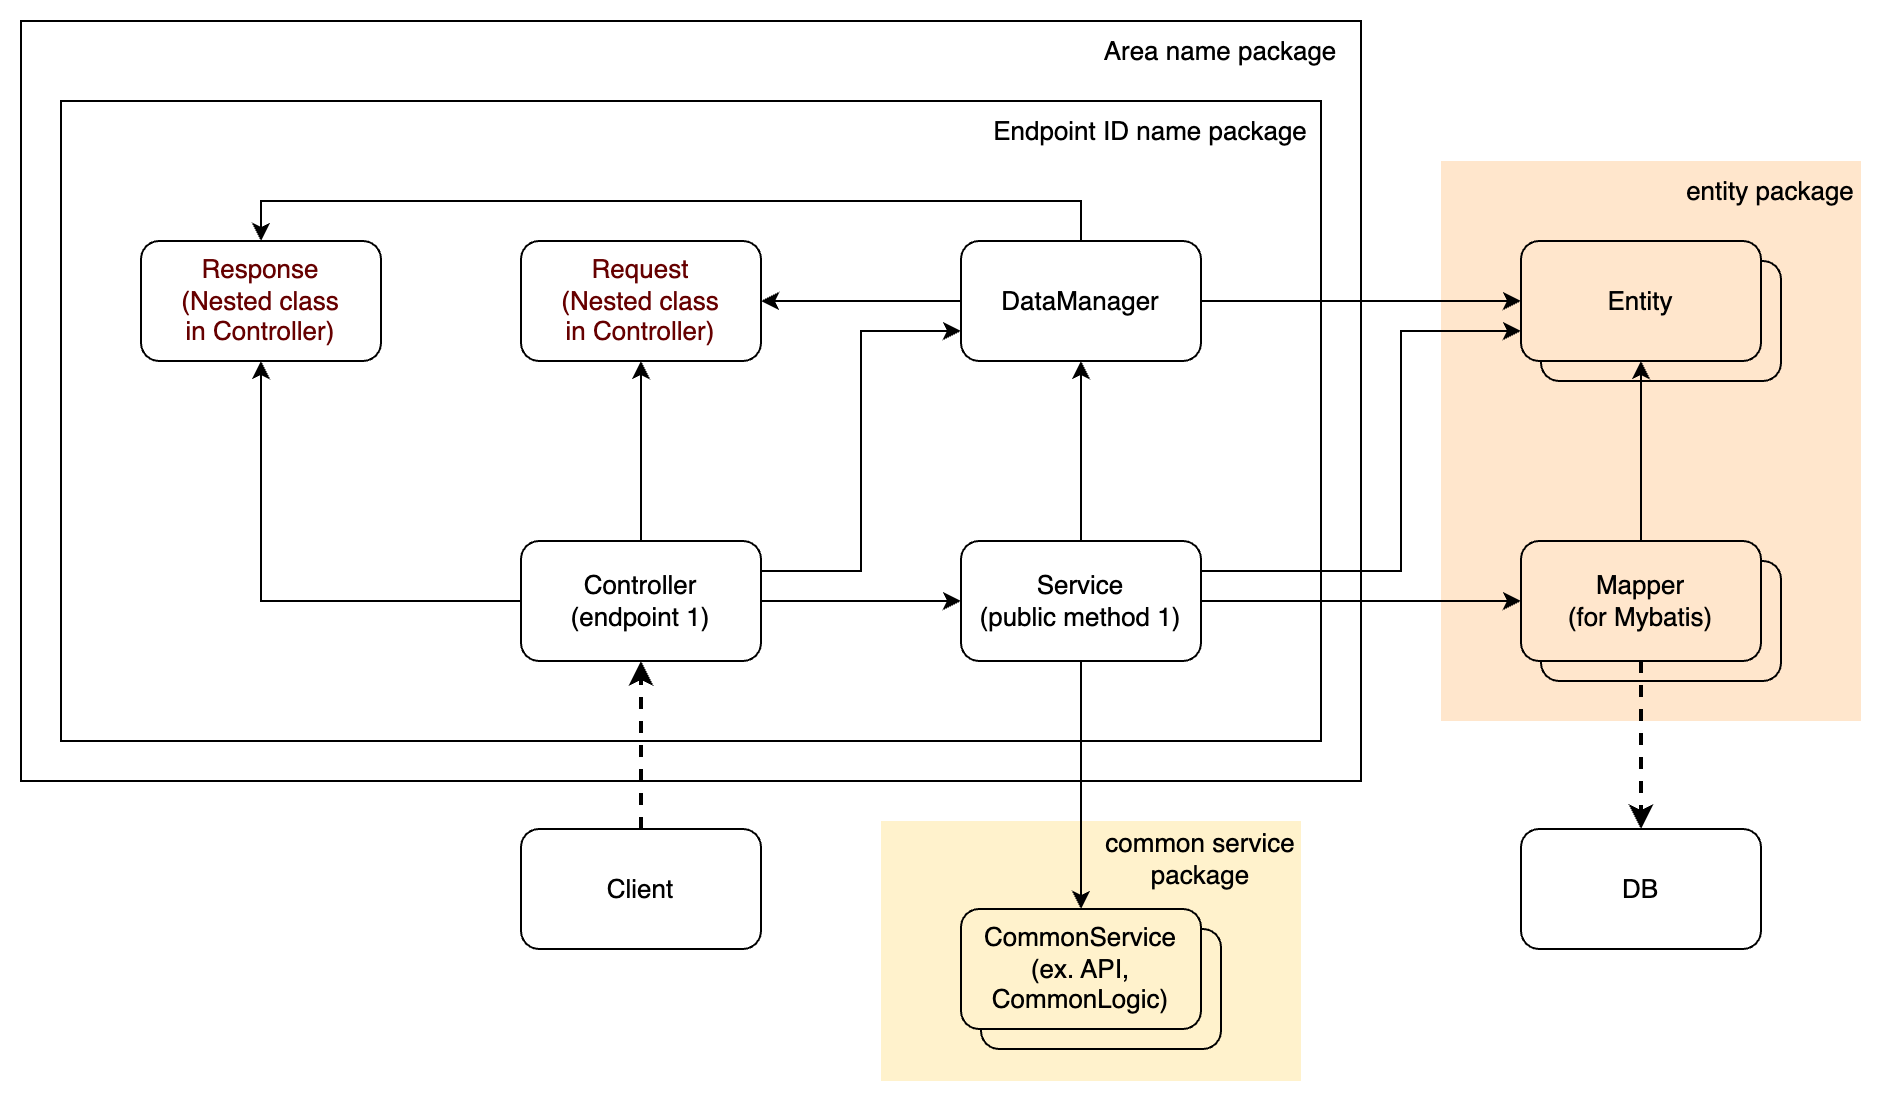 Area name package
Endpoint ID name package
entity package
Response
(Nested class
in Controller)
Request
(Nested class
in Controller)
DataManager
Entity
Controller
(endpoint 1)
Service
(public method 1)
Mapper
(for Mybatis)
Client
common service
package
CommonService
(ex. API,
CommonLogic)
DB